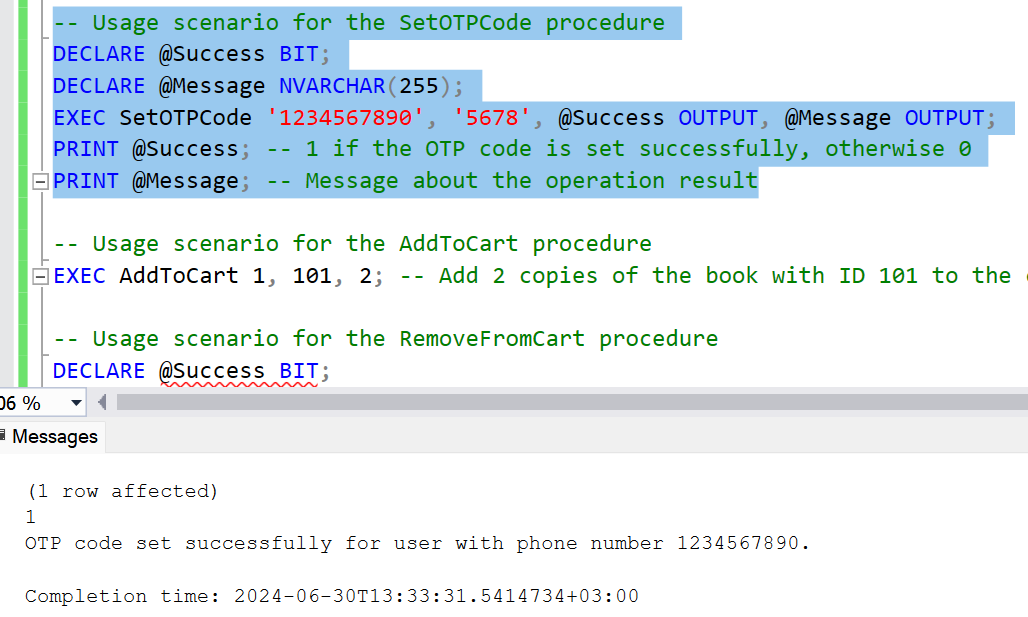 -- Usage scenario for the SetOTPCode procedure
DECLARE @Success BIT;
DECLARE @Message NVARCHAR(255);
EXEC SetOTPCode '1234567890', '5678', @Success OUTPUT, @Message OUTPUT;
PRINT @Success; -- 1 if the OTP code is set successfully, otherwise 0
PRINT @Message; -- Message about the operation result
-- Usage scenario for the AddToCart procedure
EXEC AddToCart 1, 101, 2; -- Add 2 copies of the book with ID 101 to the
-- Usage scenario for the RemoveFromCart procedure
DECLARE @Success BIT;
06 %
Messages
(1 row affected)
1
OTP code set successfully for user with phone number 1234567890.
Completion time: 2024-06-30T13:33:31.5414734+03:00